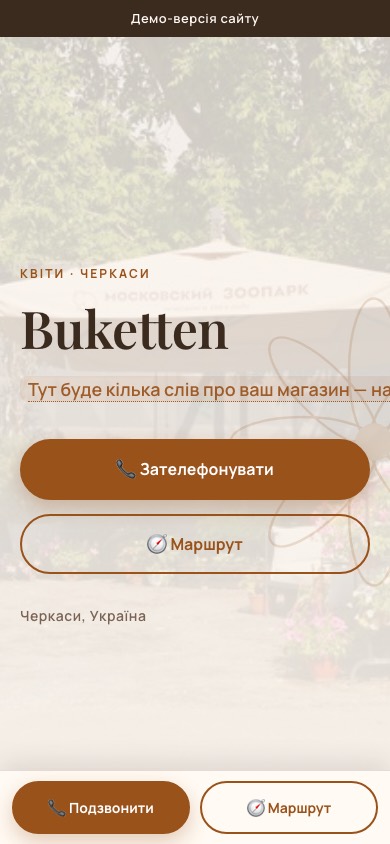 Демо-версія сайту
МОСКОВСКИЙ ЗООПАРК
КВІТИ · ЧЕРКАСИ
Buketten
Тут буде кілька слів про ваш магазин — на
Зателефонувати
Маршрут
Черкаси, Україна
Подзвонити
Маршрут